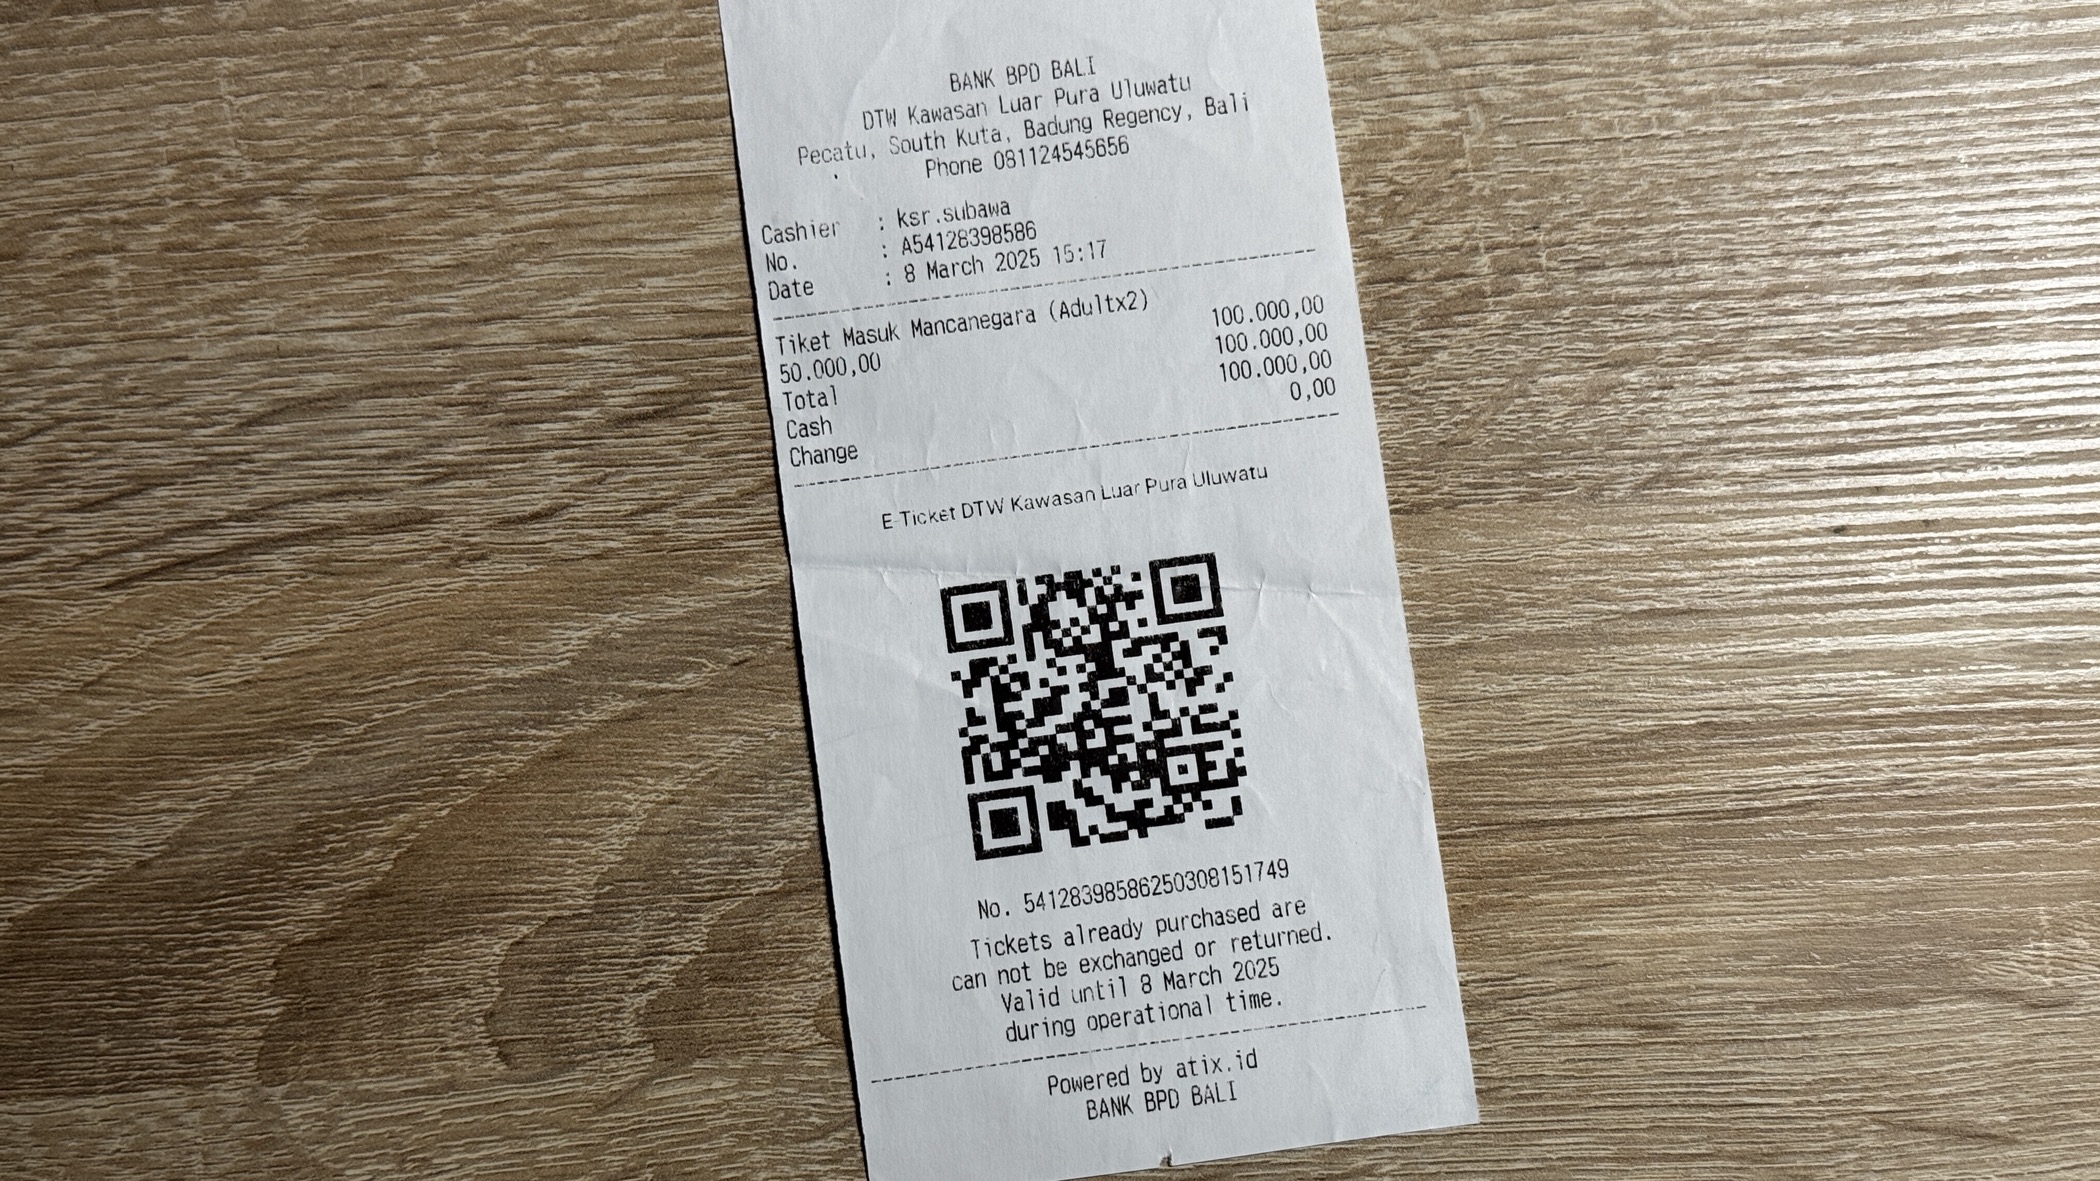 BANK BPD BALI
DTW Kawasan Luar Pura Uluwatu
Pecatu, South Kuta, Badung Regency, Bali
Phone 081124545656
Cashier : ksr.subawa
No. : A54128398586
Date : 8 March 2025 15:17
Tiket Masuk Mancanegara (Adultx2)
50.000,00 100.000,00
Total 100.000,00
Cash 100.000,00
Change 0,00
E-Ticket DTW Kawasan Luar Pura Uluwatu
No. 54128398586250308151749
Tickets already purchased are
can not be exchanged or returned.
Valid until 8 March 2025
during operational time.
Powered by atix.id
BANK BPD BALI